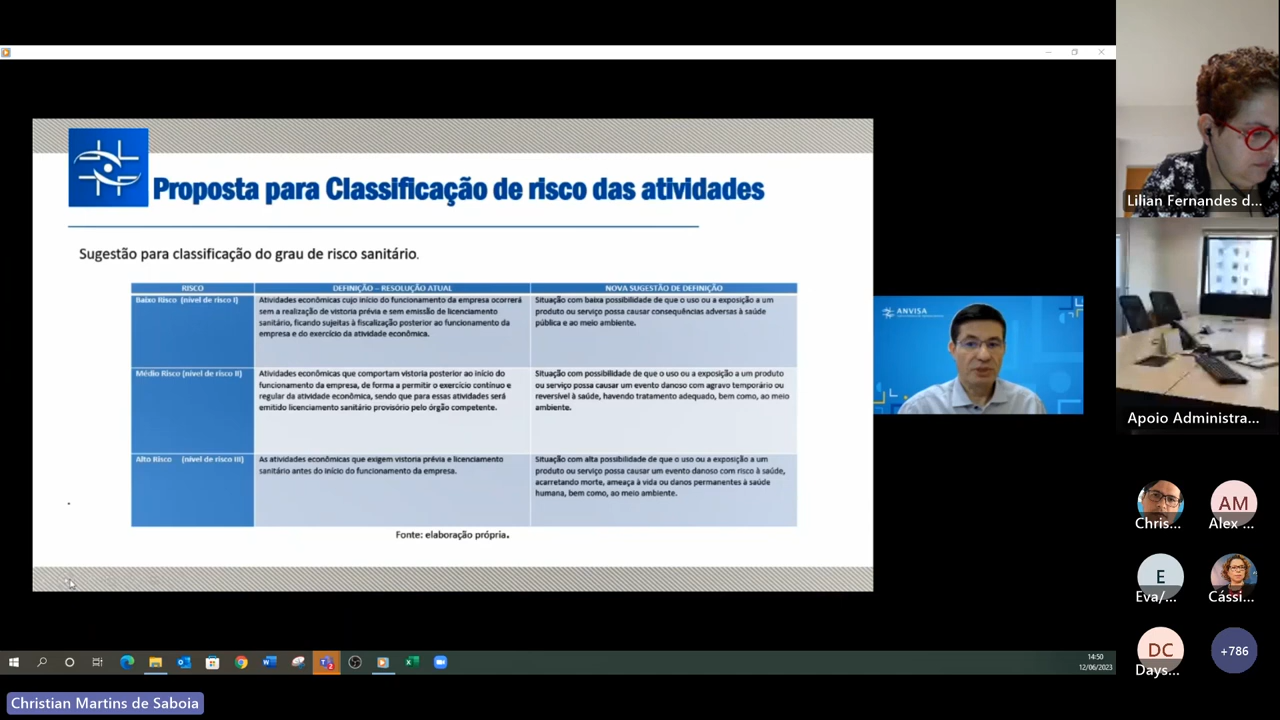 Proposta para Classificação de risco das atividades
Sugestão para classificação do grau de risco sanitário.
RISCO
DEFINIÇÃO – RESOLUÇÃO ATUAL
NOVA SUGESTÃO DE DEFINIÇÃO
Baixo Risco (nível de risco I)
Atividades econômicas cujo início do funcionamento da empresa ocorrerá
sem a realização de vistoria prévia e sem emissão de licenciamento
sanitário, ficando sujeitas à fiscalização posterior ao funcionamento da
empresa e do exercício da atividade econômica.
Situação com baixa possibilidade de que o uso ou a exposição a um
produto ou serviço possa causar consequências adversas à saúde
pública e ao meio ambiente.
Médio Risco (nível de risco II)
Atividades econômicas que comportam vistoria posterior ao início do
funcionamento da empresa, de forma a permitir o exercício contínuo e
regular da atividade econômica, sendo que para essas atividades será
emitido licenciamento sanitário provisório pelo órgão competente.
Situação com possibilidade de que o uso ou a exposição a um produto
ou serviço possa causar um evento danoso com agravo temporário ou
reversível à saúde, havendo tratamento adequado, bem como, ao meio
ambiente.
Alto Risco (nível de risco III)
As atividades econômicas que exigem vistoria prévia e licenciamento
sanitário antes do início do funcionamento da empresa.
Situação com alta possibilidade de que o uso ou a exposição a um
produto ou serviço possa causar um evento danoso com risco à saúde,
acarretando morte, ameaça à vida ou danos permanentes à saúde
humana, bem como, ao meio ambiente.
Fonte: elaboração própria.
ANVISA
Lilian Fernandes d...
Apoio Administra...
Chris...
AM
Alex ...
E
Eva/...
Cássi...
DC
Days...
+786
14:50
12/06/2023
Christian Martins de Saboia